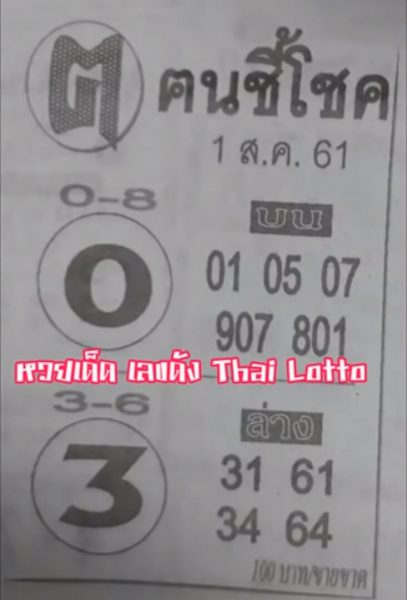 ฅ ฅนชี้โชค
1 ส.ค. 61
0-8
บน
0
01 05 07
907 801
หวยเด็ด เลขดัง Thai Lotto
3-6
ล่าง
3
31 61
34 64
100 บาท/ขายขาด